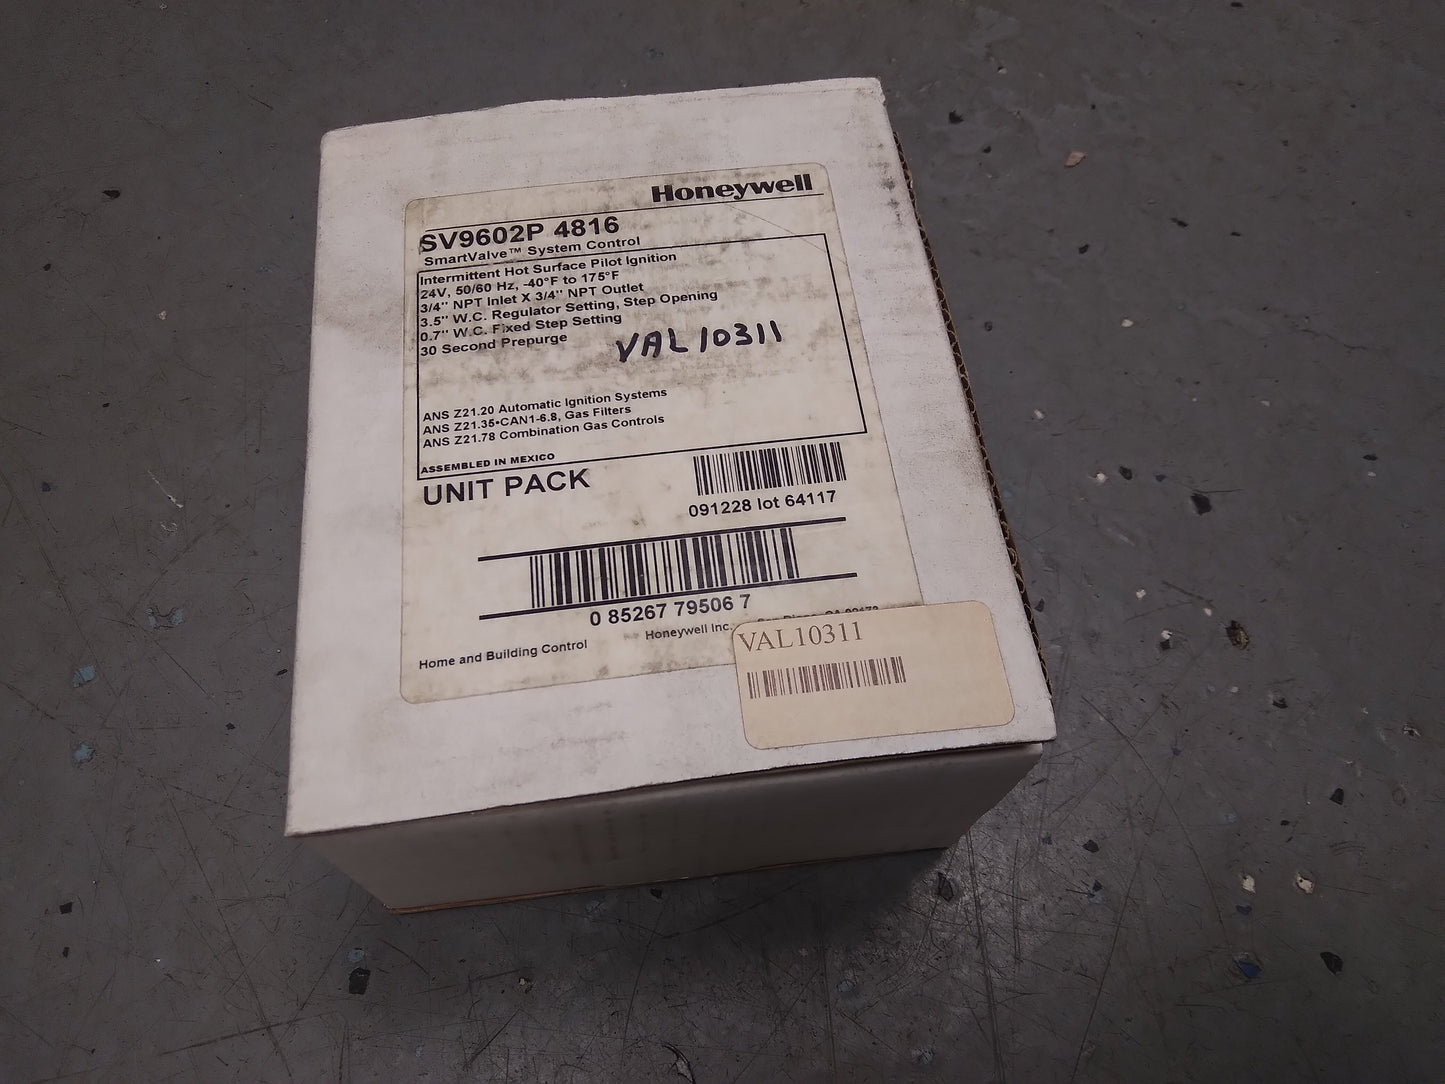 Honeywell
SV9602P 4816
SmartValve™ System Control
Intermittent Hot Surface Pilot Ignition
24V, 50/60 Hz, -40°F to 175°F
3/4" NPT Inlet X 3/4" NPT Outlet
3.5" W.C. Regulator Setting, Step Opening
0.7" W.C. Fixed Step Setting
30 Second Prepurge
VAL10311
ANS Z21.20 Automatic Ignition Systems
ANS Z21.35•CAN1-6.8, Gas Filters
ANS Z21.78 Combination Gas Controls
ASSEMBLED IN MEXICO
UNIT PACK
091228 lot 64117
0 85267 79506 7
Home and Building Control
Honeywell Inc.
VAL10311